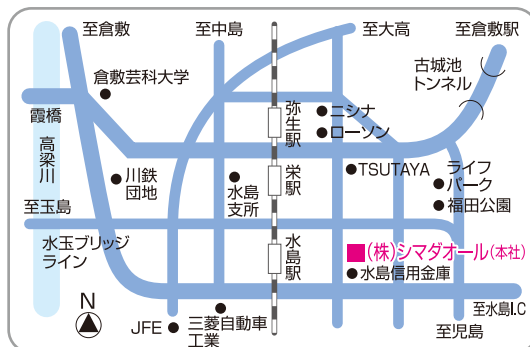 至倉敷
至中島
至大高
至倉敷駅
古城池
トンネル
倉敷芸科大学
霞橋
弥生駅
ニシナ
ローソン
高梁川
川鉄
団地
水島
支所
栄駅
TSUTAYA
ライフ
パーク
福田公園
至玉島
水玉ブリッジ
ライン
水島駅
(株)シマダオール(本社)
水島信用金庫
N
JFE
三菱自動車
工業
至水島I.C
至児島